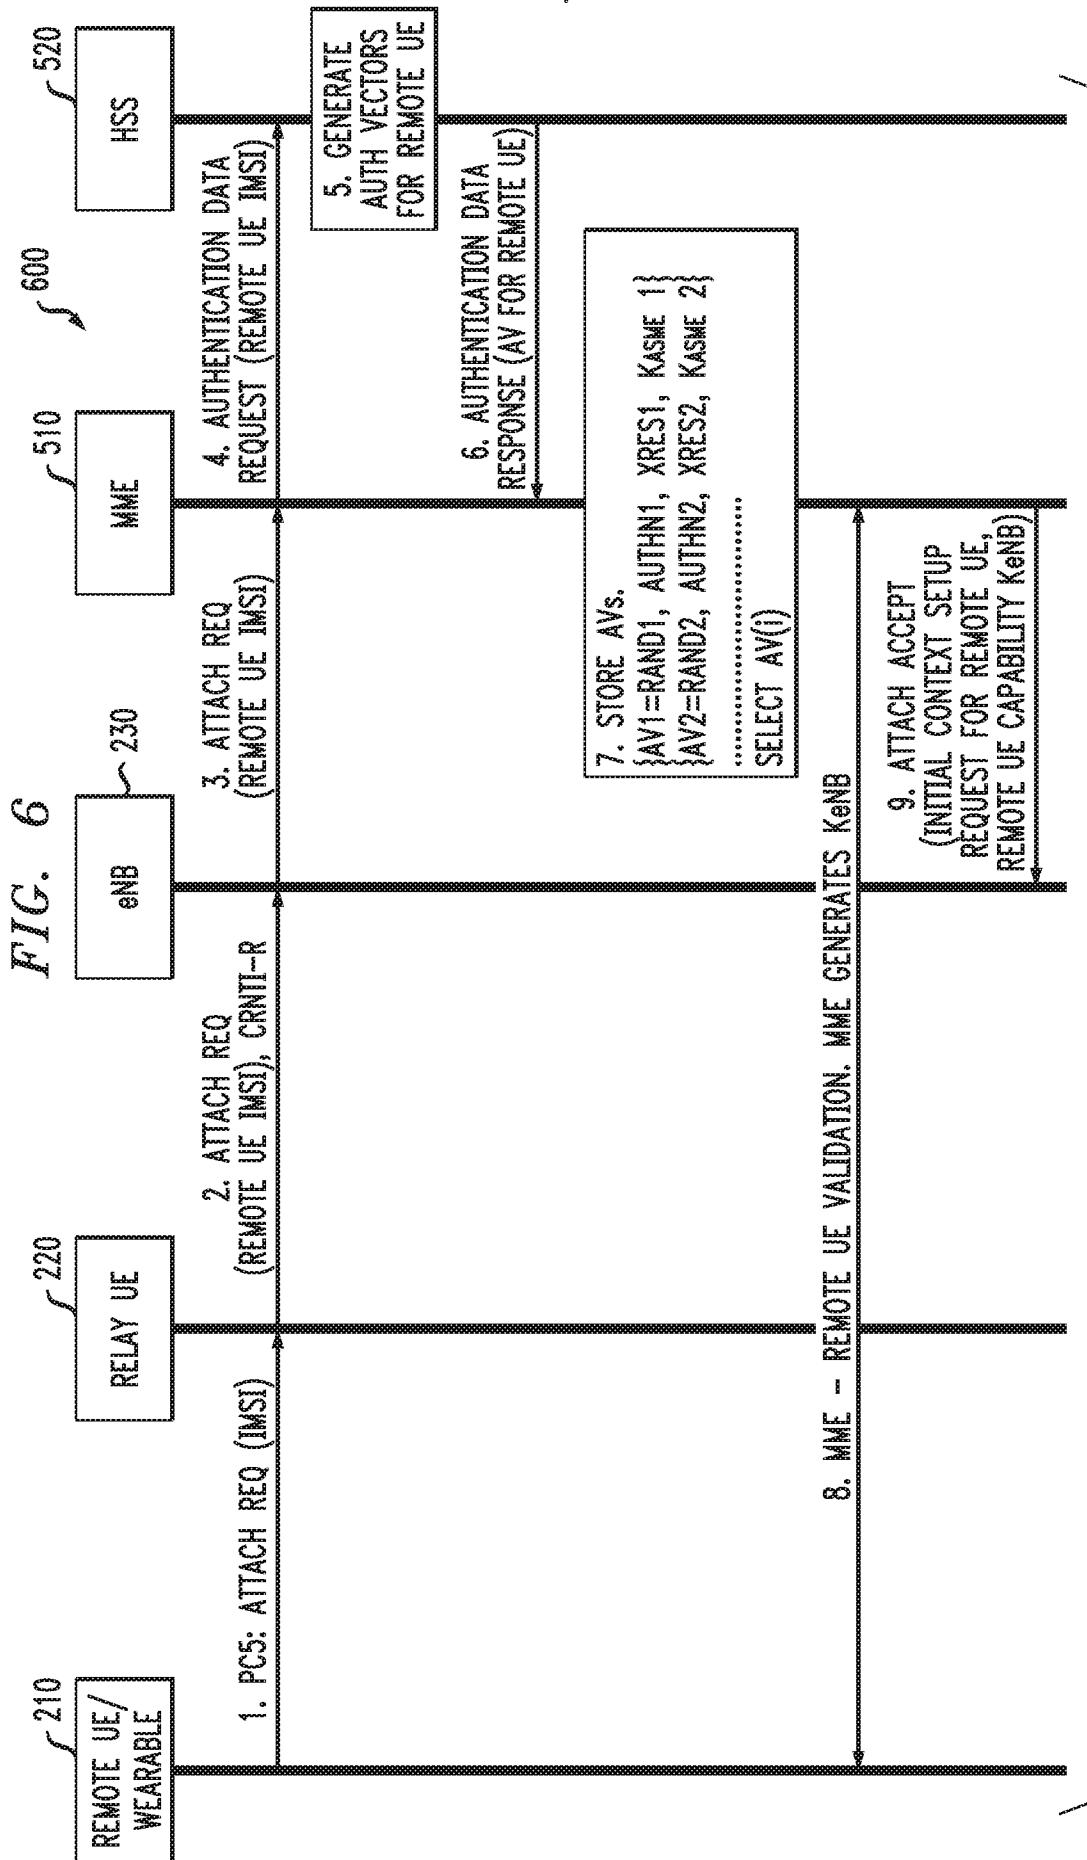 FIG. 6
600
210
REMOTE UE/
WEARABLE
220
RELAY UE
230
eNB
510
MME
520
HSS
1. PC5: ATTACH REQ (IMSI)
2. ATTACH REQ
(REMOTE UE IMSI), CRNTI-R
3. ATTACH REQ
(REMOTE UE IMSI)
4. AUTHENTICATION DATA
REQUEST (REMOTE UE IMSI)
5. GENERATE
AUTH VECTORS
FOR REMOTE UE
6. AUTHENTICATION DATA
RESPONSE (AV FOR REMOTE UE)
7. STORE AVs.
}AV1=RAND1, AUTHN1, XRES1, KASME 1}
}AV2=RAND2, AUTHN2, XRES2, KASME 2}
....................
SELECT AV(i)
8. MME - REMOTE UE VALIDATION. MME GENERATES KeNB
9. ATTACH ACCEPT
(INITIAL CONTEXT SETUP
REQUEST FOR REMOTE UE,
REMOTE UE CAPABILITY KeNB)